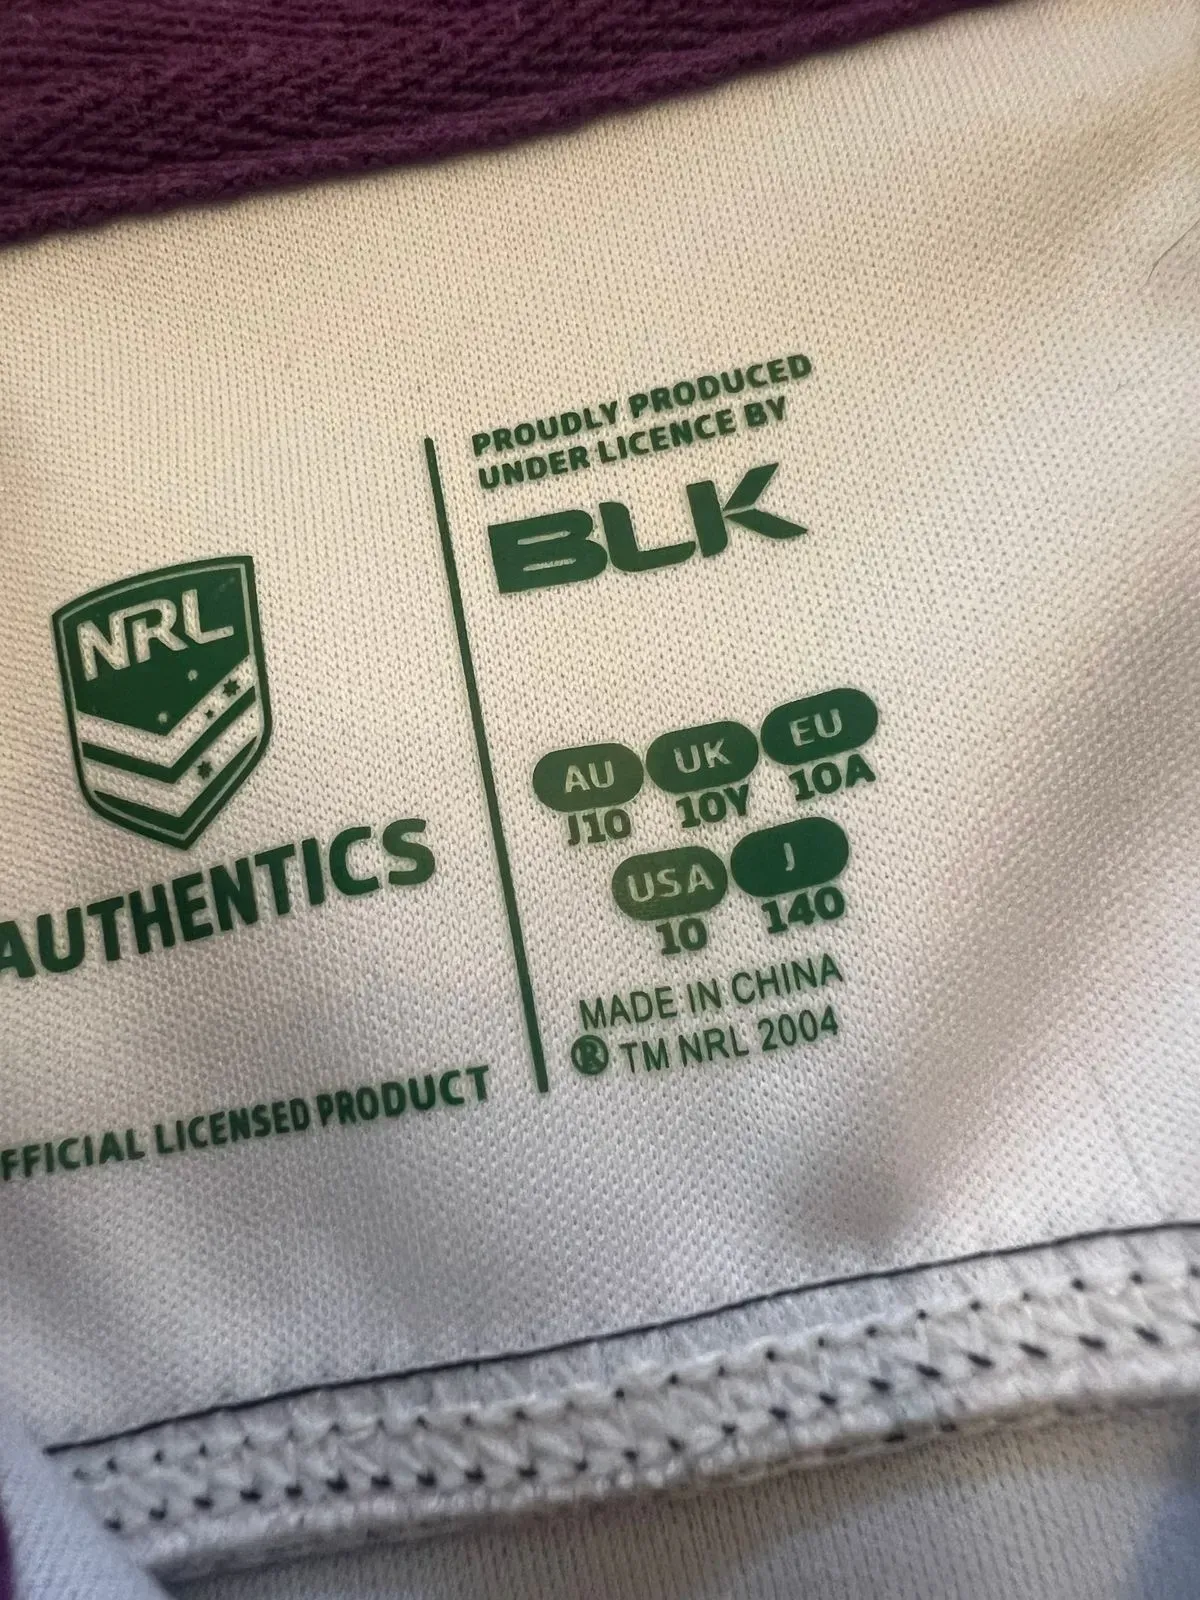 NRL
AUTHENTICS
OFFICIAL LICENSED PRODUCT
PROUDLY PRODUCED
UNDER LICENCE BY
BLK
AU UK EU
J10 10Y 10A
USA J
10 140
MADE IN CHINA
® TM NRL 2004